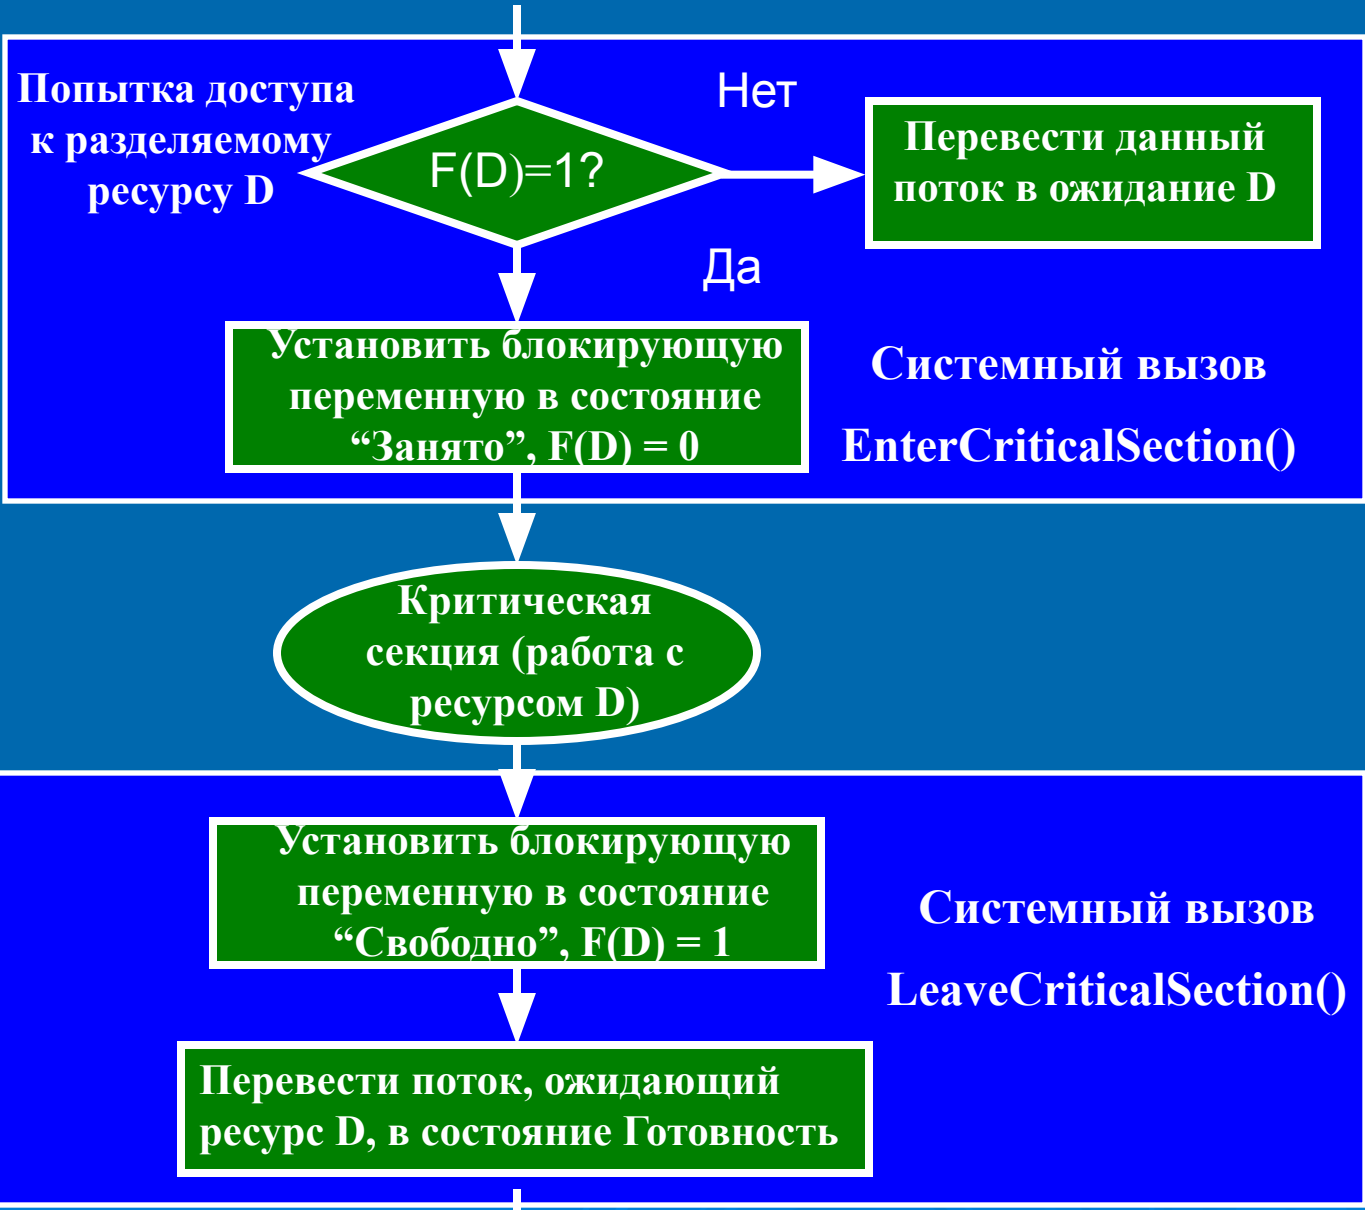 Попытка доступа
к разделяемому
ресурсу D
F(D)=1?
Нет
Перевести данный
поток в ожидание D
Да
Установить блокирующую
переменную в состояние
“Занято”, F(D) = 0
Системный вызов
EnterCriticalSection()
Критическая
секция (работа с
ресурсом D)
Установить блокирующую
переменную в состояние
“Свободно”, F(D) = 1
Системный вызов
LeaveCriticalSection()
Перевести поток, ожидающий
ресурс D, в состояние Готовность